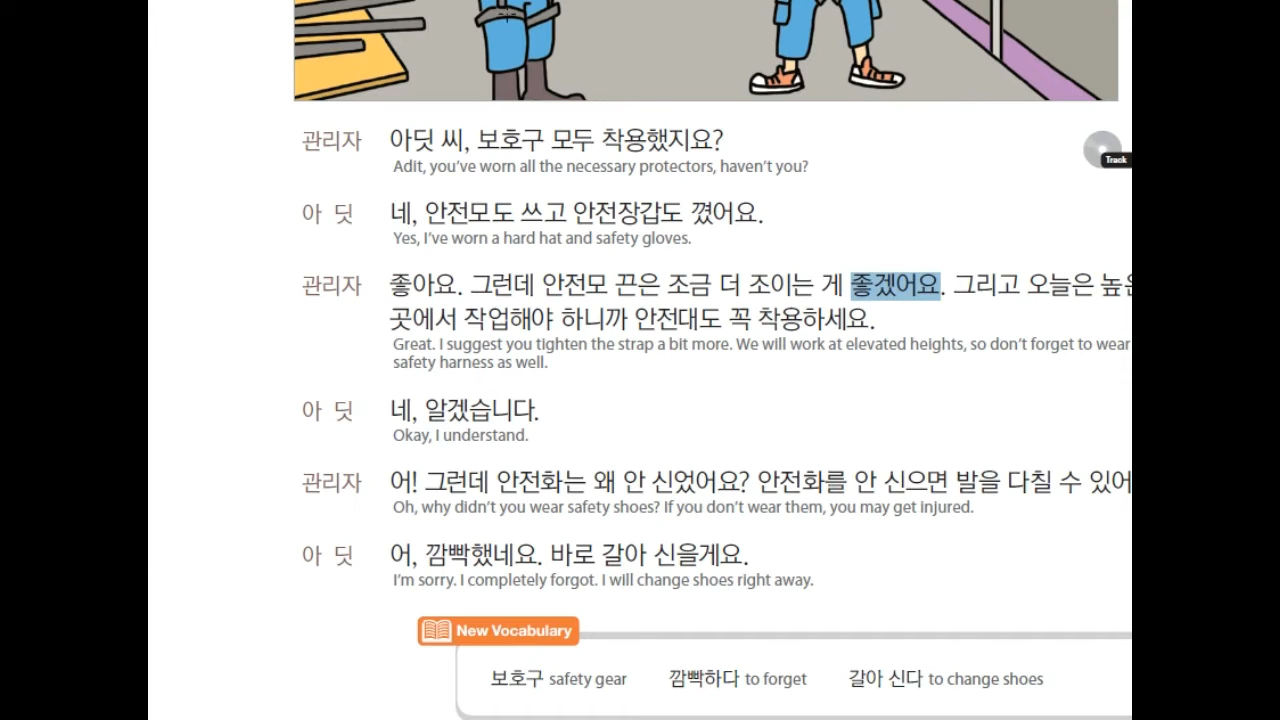 관리자 아딧 씨, 보호구 모두 착용했지요?
Adit, you've worn all the necessary protectors, haven't you?
Track
아 딧 네, 안전모도 쓰고 안전장갑도 꼈어요.
Yes, I've worn a hard hat and safety gloves.
관리자 좋아요. 그런데 안전모 끈은 조금 더 조이는 게 좋겠어요. 그리고 오늘은 높은
곳에서 작업해야 하니까 안전대도 꼭 착용하세요.
Great. I suggest you tighten the strap a bit more. We will work at elevated heights, so don't forget to wear
safety harness as well.
아 딧 네, 알겠습니다.
Okay, I understand.
관리자 어! 그런데 안전화는 왜 안 신었어요? 안전화를 안 신으면 발을 다칠 수 있어
Oh, why didn't you wear safety shoes? If you don't wear them, you may get injured.
아 딧 어, 깜빡했네요. 바로 갈아 신을게요.
I'm sorry. I completely forgot. I will change shoes right away.
New Vocabulary
보호구 safety gear 깜빡하다 to forget 갈아 신다 to change shoes